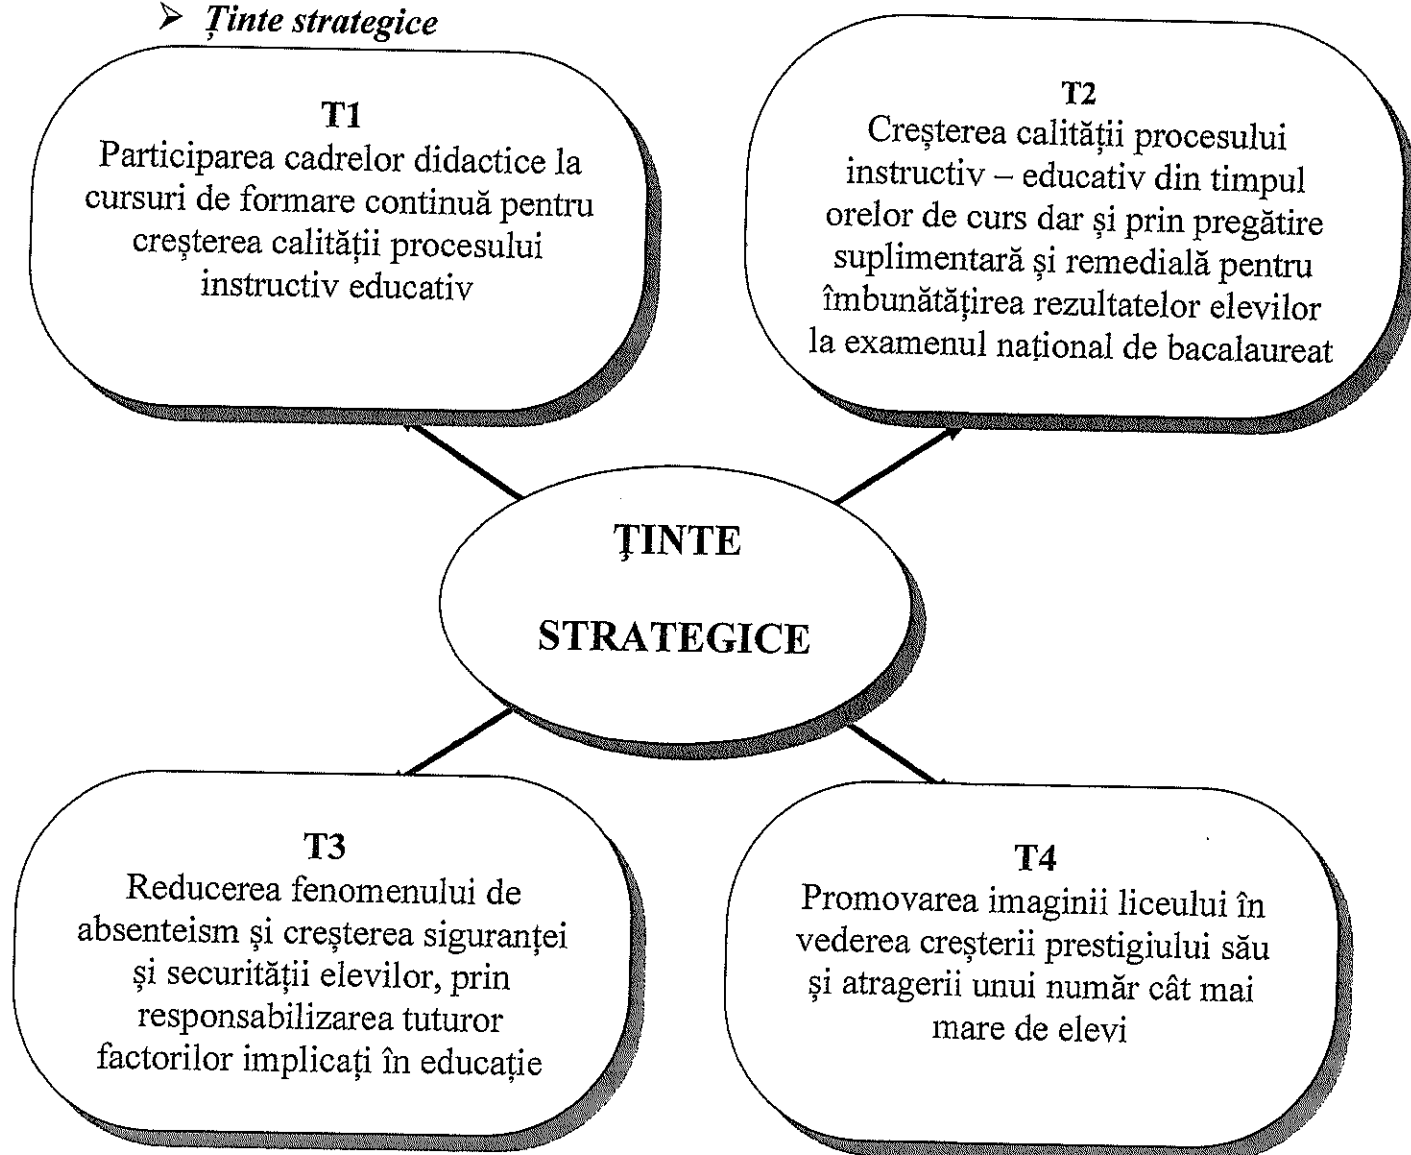 ➢ Ținte strategice
T1
Participarea cadrelor didactice la
cursuri de formare continuă pentru
creșterea calității procesului
instructiv educativ
T2
Creșterea calității procesului
instructiv – educativ din timpul
orelor de curs dar și prin pregătire
suplimentară și remedială pentru
îmbunătățirea rezultatelor elevilor
la examenul național de bacalaureat
ȚINTE
STRATEGICE
T3
Reducerea fenomenului de
absenteism și creșterea siguranței
și securității elevilor, prin
responsabilizarea tuturor
factorilor implicați în educație
T4
Promovarea imaginii liceului în
vederea creșterii prestigiului său
și atragerii unui număr cât mai
mare de elevi